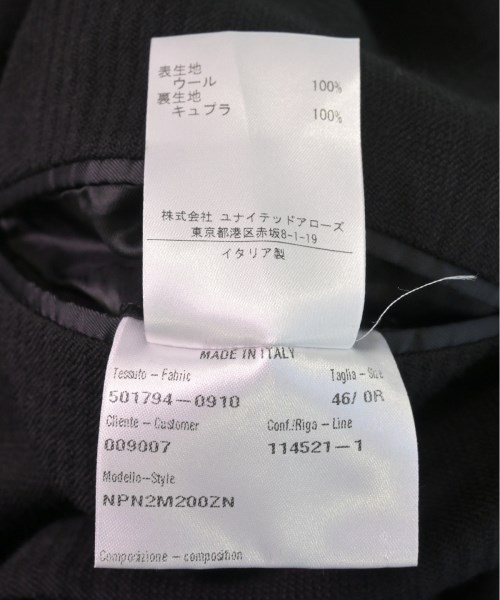 表生地
ウール 100%
裏生地
キュプラ 100%
株式会社 ユナイテッドアローズ
東京都港区赤坂8-1-19
イタリア製
MADE IN ITALY
Tessuto - Fabric Taglia - Size
501794-0910 46/ 0R
Cliente - Customer Conf./Riga - Line
009007 114521-1
Modello-Style
NPN2M200ZN
Composizione - composition